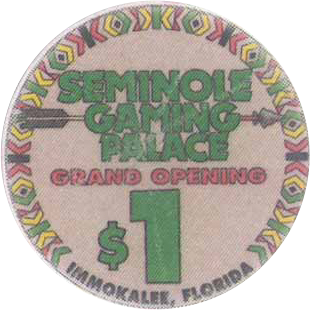 SEMINOLE
GAMING
PALACE
GRAND OPENING
$1
IMMOKALEE, FLORIDA